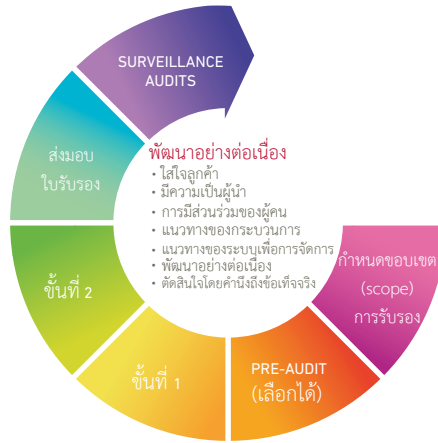 SURVEILLANCE
AUDITS
ส่งมอบ
ใบรับรอง
พัฒนาอย่างต่อเนื่อง
• ใส่ใจลูกค้า
• มีความเป็นผู้นำ
• การมีส่วนร่วมของผู้คน
• แนวทางของกระบวนการ
• แนวทางของระบบเพื่อการจัดการ
• พัฒนาอย่างต่อเนื่อง
• ตัดสินใจโดยคำนึงถึงข้อเท็จจริง
กำหนดขอบเขต
(scope)
การรับรอง
ขั้นที่ 2
ขั้นที่ 1
PRE-AUDIT
(เลือกได้)